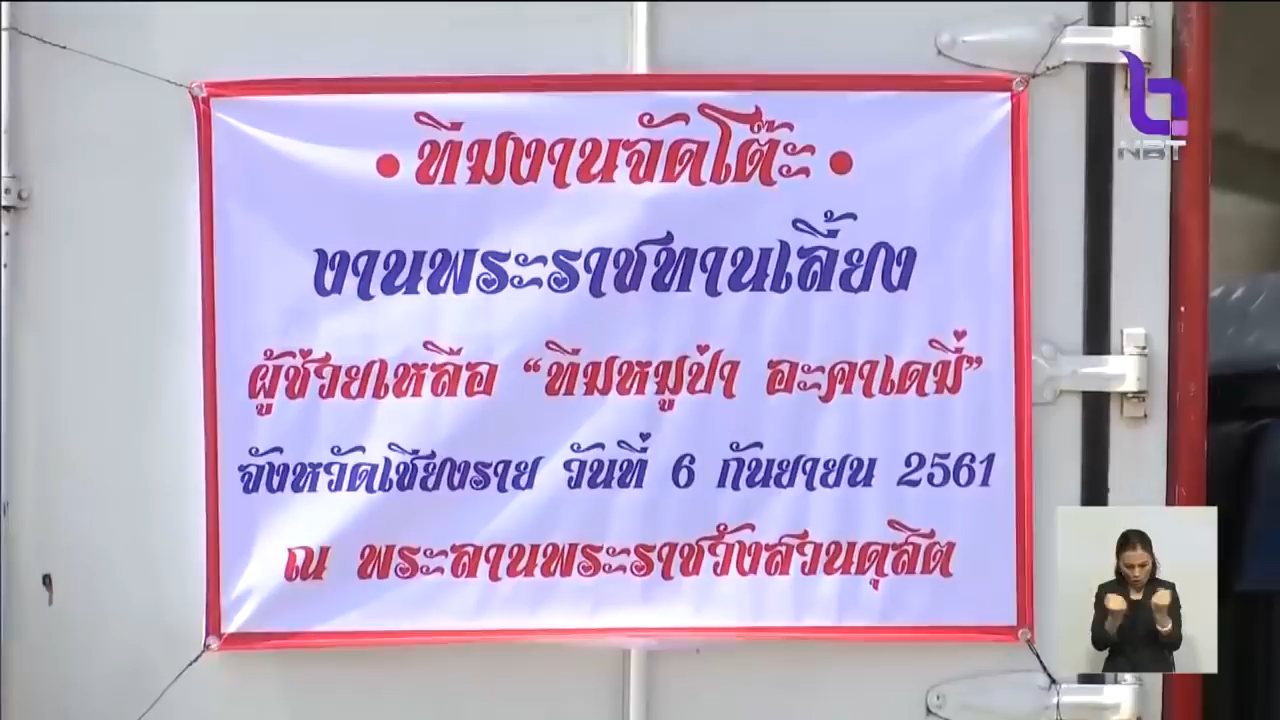 • ทีมงานจัดโต๊ะ •
งานพระราชทานเลี้ยง
ผู้ช่วยเหลือ “ทีมหมูป่า อะคาเดมี่”
จังหวัดเชียงราย วันที่ 6 กันยายน 2561
ณ พระลานพระราชวังสวนดุสิต
NBT